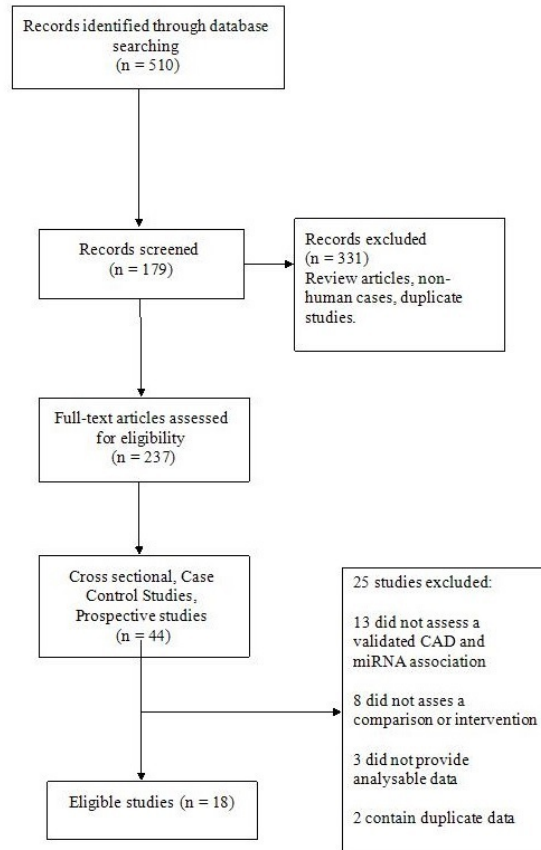 Records identified through database
searching
(n = 510)
Records screened
(n = 179)
Records excluded
(n = 331)
Review articles, non-
human cases, duplicate
studies.
Full-text articles assessed
for eligibility
(n = 237)
Cross sectional, Case
Control Studies,
Prospective studies
(n = 44)
25 studies excluded:
13 did not assess a
validated CAD and
miRNA association
8 did not asses a
comparison or intervention
3 did not provide
analysable data
2 contain duplicate data
Eligible studies (n = 18)